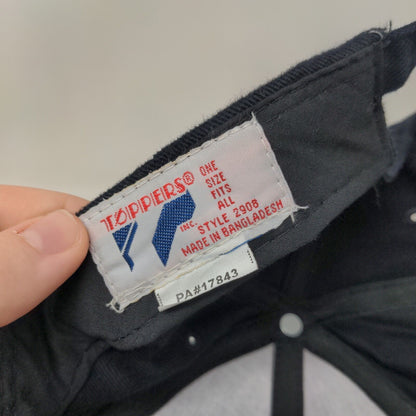 TOPPERS®
ONE
SIZE
FITS
ALL
INC.
STYLE 2908
MADE IN BANGLADESH
PA#17843